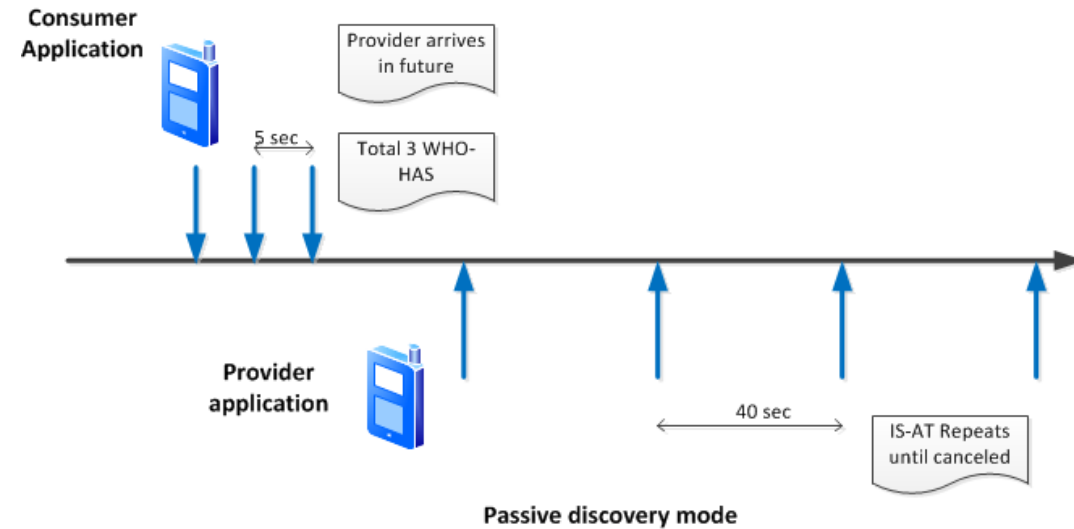 Consumer
Application
Provider arrives
in future
5 sec
Total 3 WHO-
HAS
Provider
application
40 sec
IS-AT Repeats
until canceled
Passive discovery mode